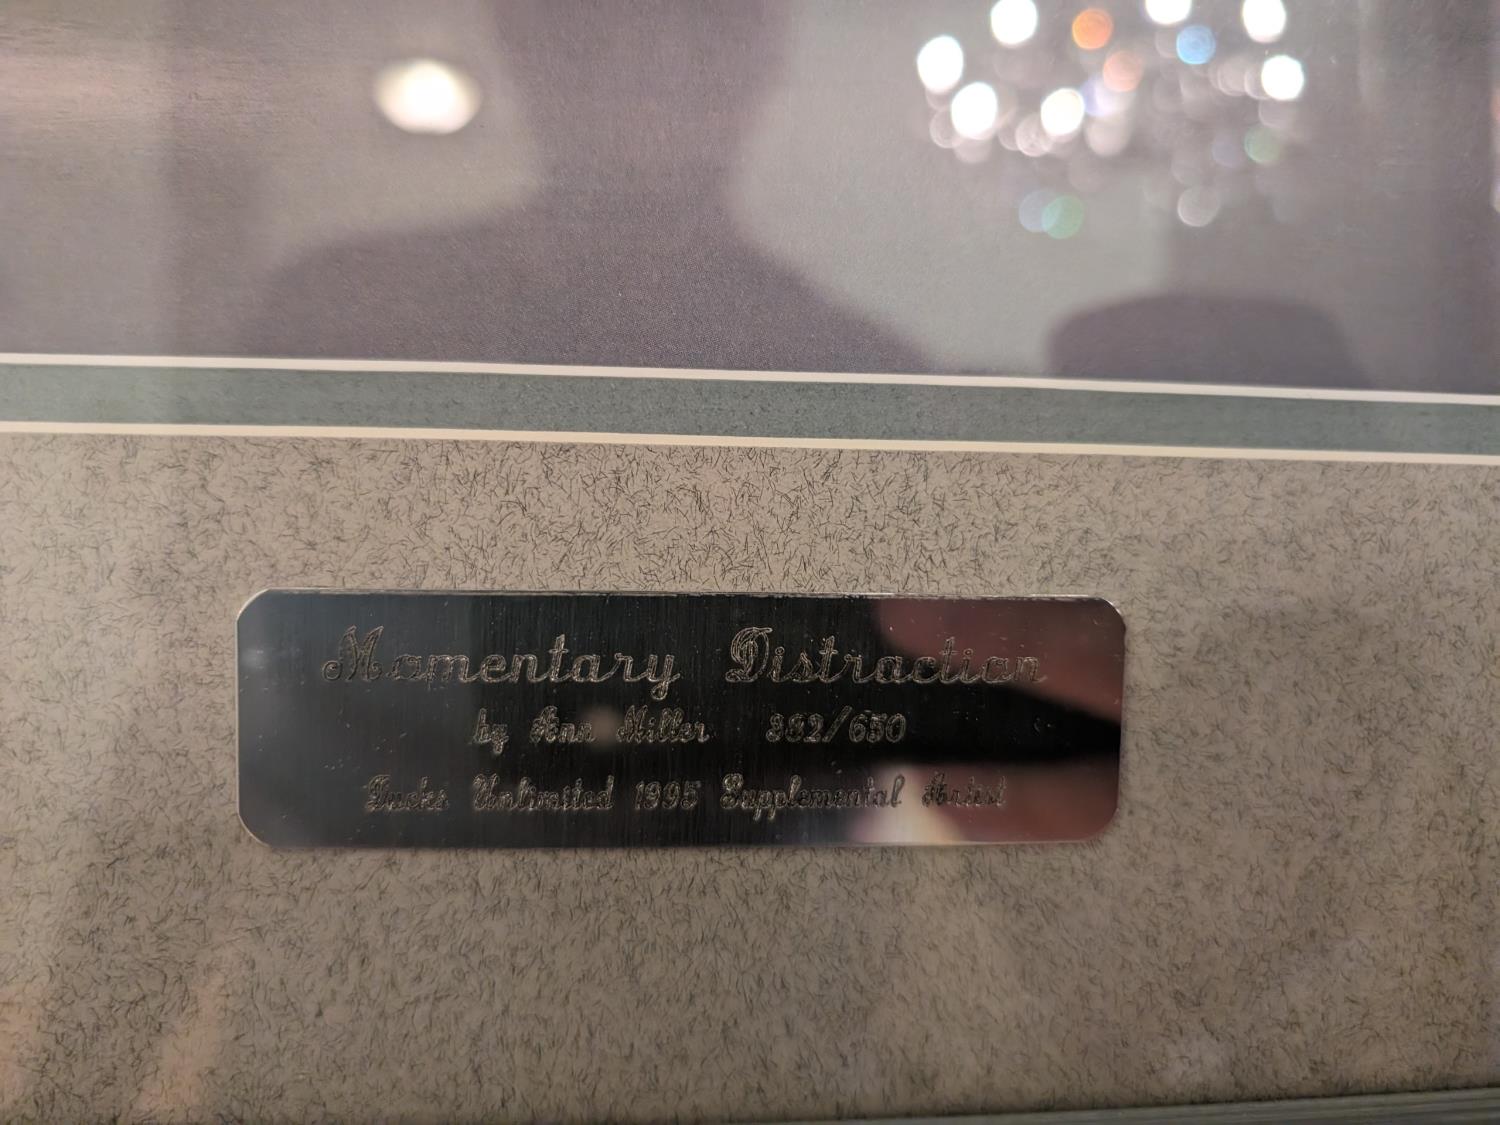 Momentary Distraction
by Ann Miller 382/650
Ducks Unlimited 1995 Supplemental Artist